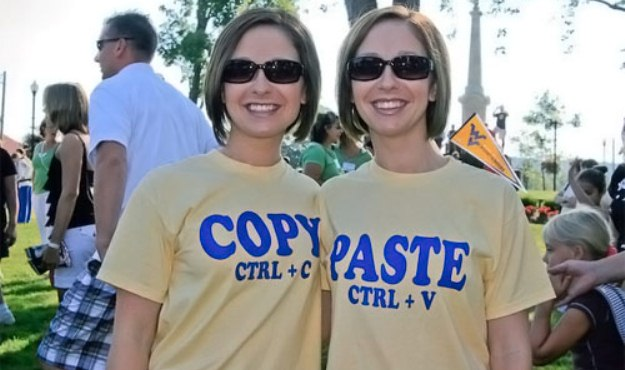 COPY
CTRL + C
PASTE
CTRL + V